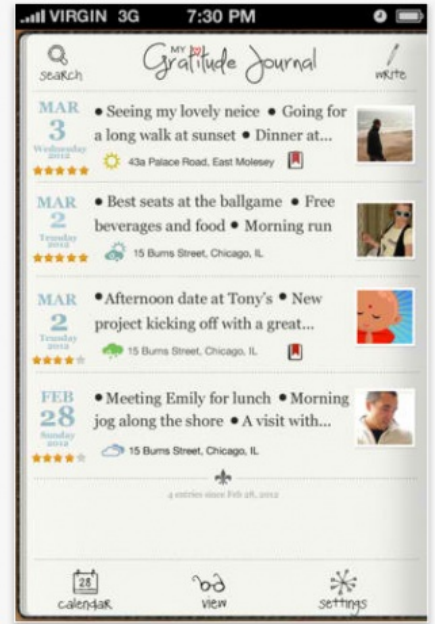 VIRGIN 3G 7:30 PM
search
MY
Gratitude Journal
write
MAR
3
Wednesday
2012
• Seeing my lovely neice • Going for
a long walk at sunset • Dinner at...
43a Palace Road, East Molesey
MAR
2
Teusday
2012
• Best seats at the ballgame • Free
beverages and food • Morning run
15 Burns Street, Chicago, IL
MAR
2
Teusday
2012
• Afternoon date at Tony's • New
project kicking off with a great...
15 Burns Street, Chicago, IL
FEB
28
Sunday
2012
• Meeting Emily for lunch • Morning
jog along the shore • A visit with...
15 Burns Street, Chicago, IL
4 entries since Feb 28, 2012
28
calendar
view
settings